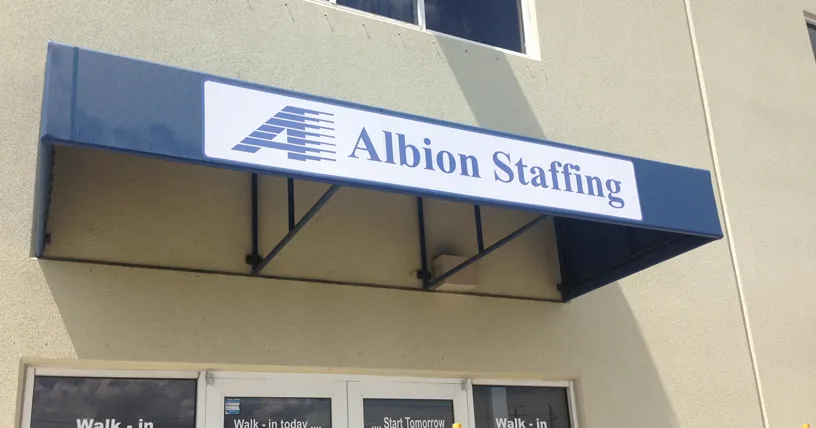 A Albion Staffing
Walk - in
Walk - in today ....
.... Start Tomorrow
Walk - in